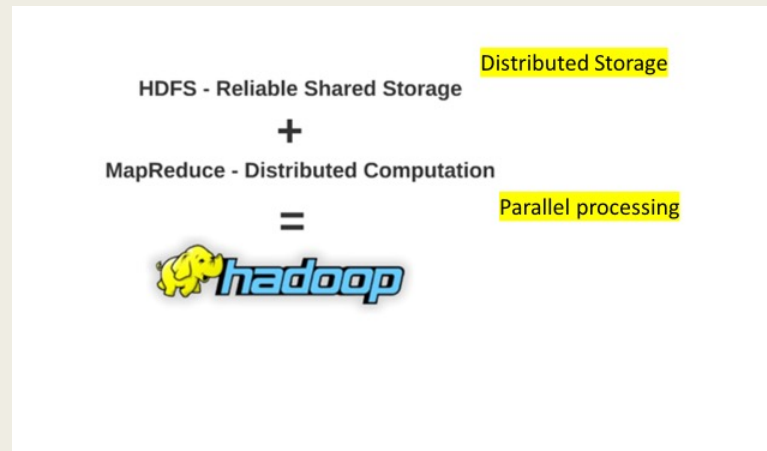 Distributed Storage
HDFS - Reliable Shared Storage
+
MapReduce - Distributed Computation
Parallel processing
=
hadoop